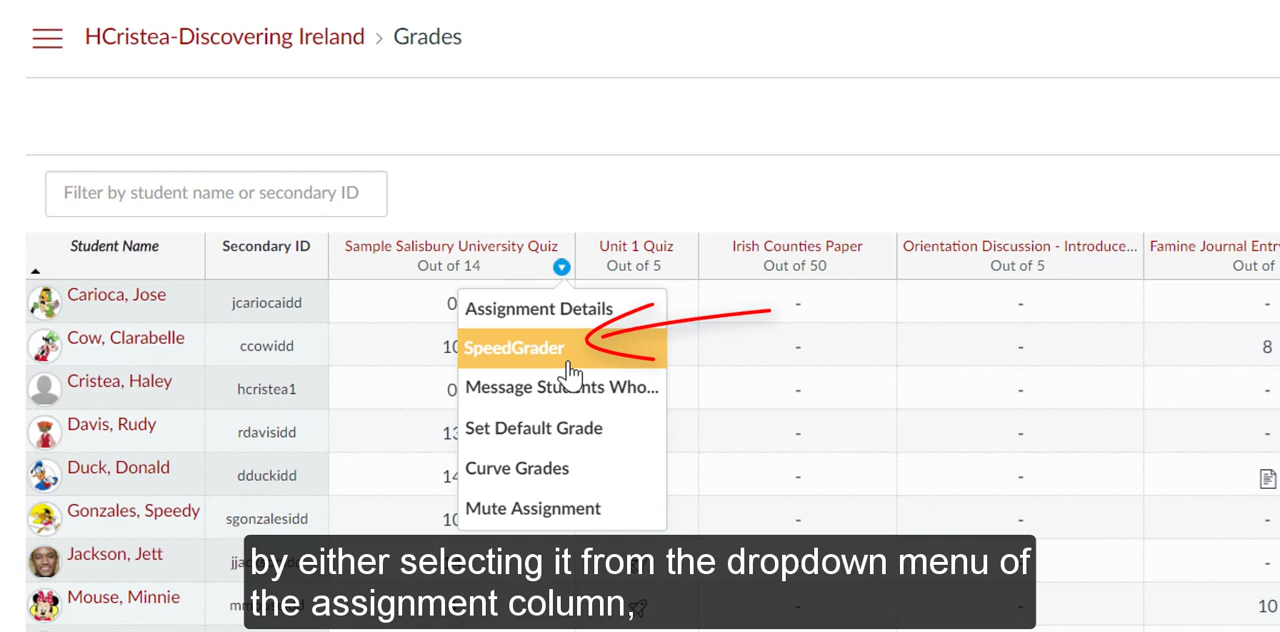 HCristea-Discovering Ireland > Grades
Filter by student name or secondary ID
Student Name Secondary ID Sample Salisbury University Quiz Unit 1 Quiz Irish Counties Paper Orientation Discussion - Introduce... Famine Journal Entr
Out of 14 Out of 5 Out of 50 Out of 5 Out of
Carioca, Jose jcariocaidd 0 - - -
Assignment Details
Cow, Clarabelle ccowidd 10 - - 8
SpeedGrader
Cristea, Haley hcristea1 0 - - -
Message Students Who...
Davis, Rudy rdavisidd 13 - - -
Set Default Grade
Duck, Donald dduckidd 14 - -
Curve Grades
Gonzales, Speedy sgonzalesidd 10 - - -
Mute Assignment
Jackson, Jett -
Mouse, Minnie 10
by either selecting it from the dropdown menu of
the assignment column,